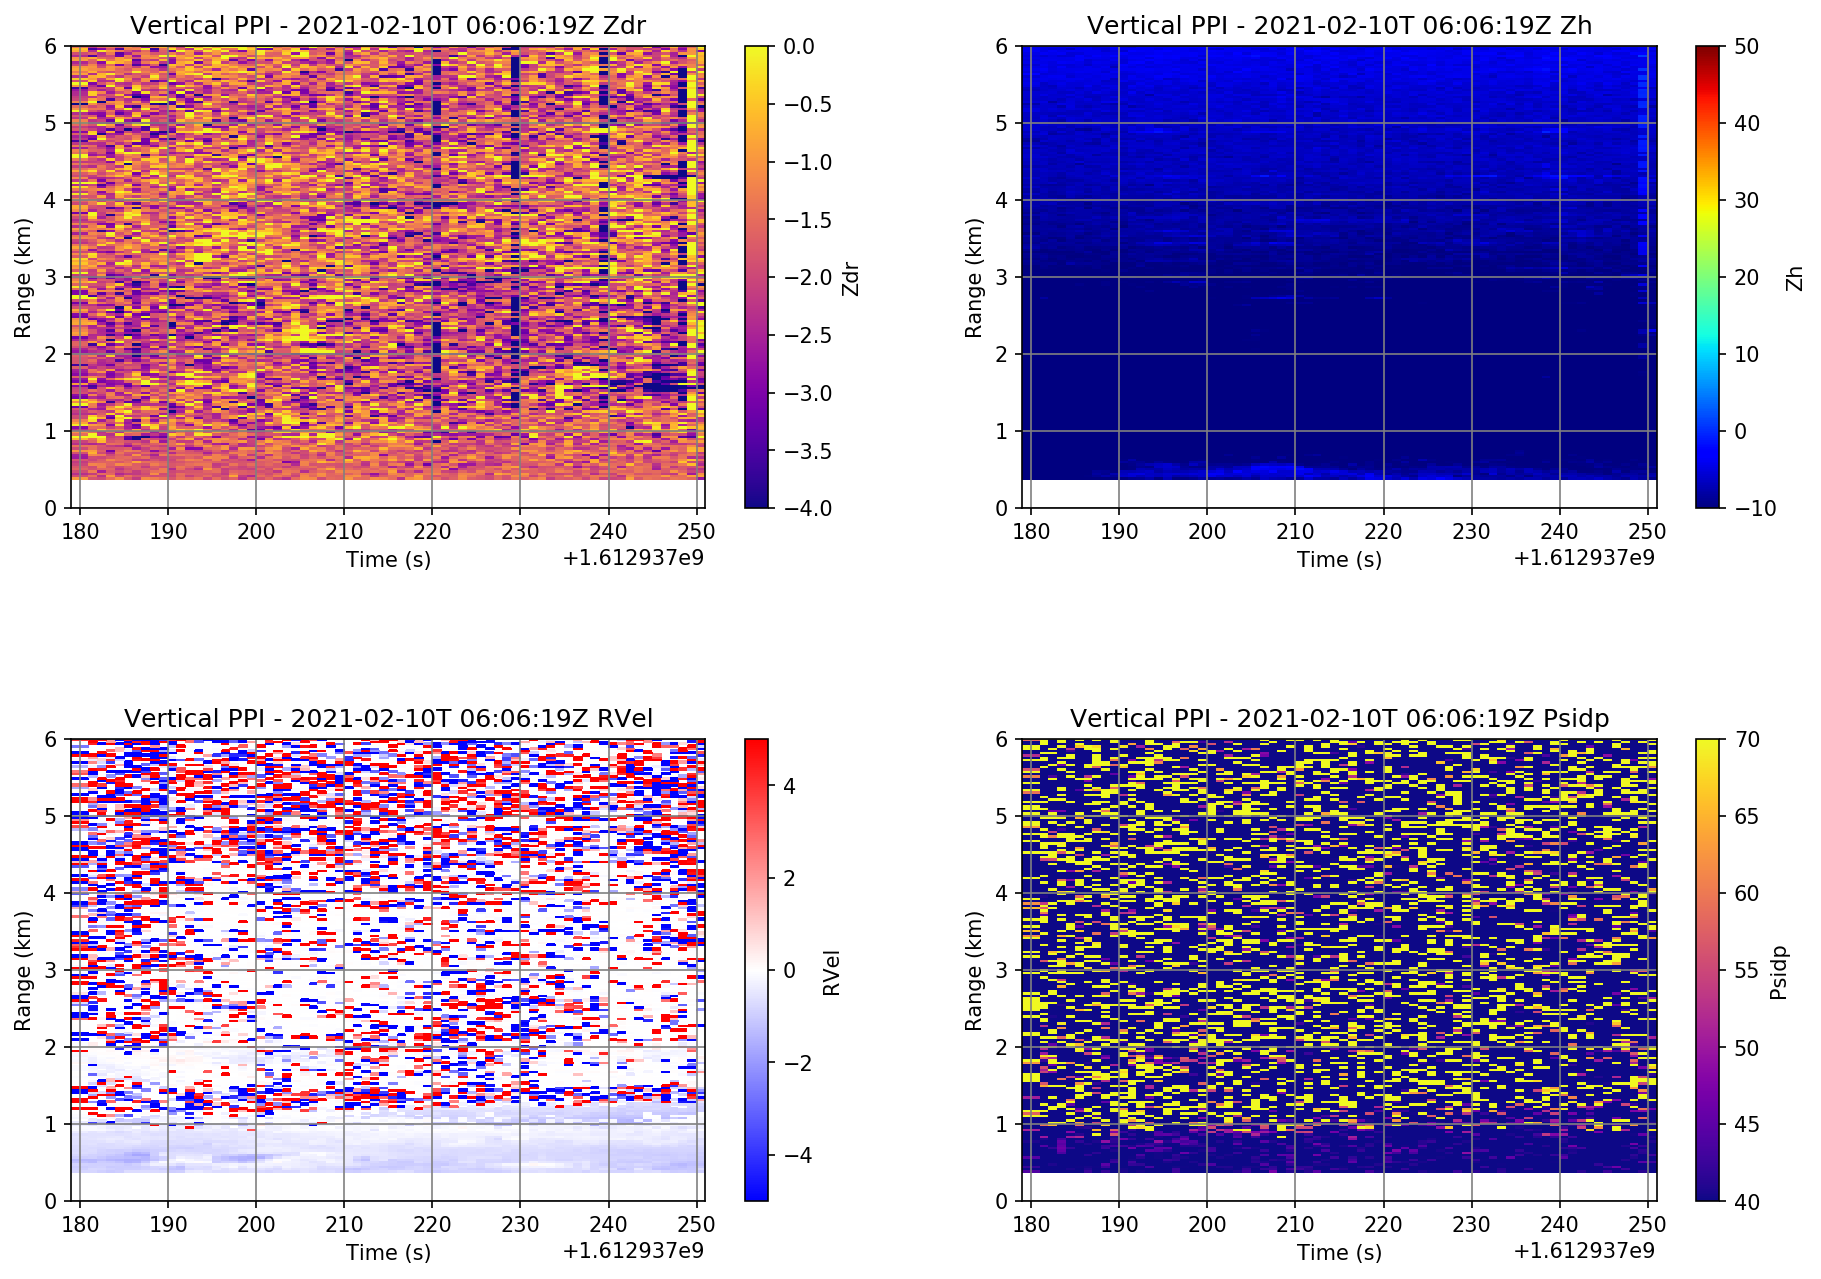 Vertical PPI - 2021-02-10T 06:06:19Z Zdr
6
5
4
3
2
1
0
Range (km)
180 190 200 210 220 230 240 250
Time (s)
+1.612937e9
0.0
−0.5
−1.0
−1.5
−2.0
−2.5
−3.0
−3.5
−4.0
Zdr
Vertical PPI - 2021-02-10T 06:06:19Z Zh
6
5
4
3
2
1
0
Range (km)
180 190 200 210 220 230 240 250
Time (s)
+1.612937e9
50
40
30
20
10
0
−10
Zh
Vertical PPI - 2021-02-10T 06:06:19Z RVel
6
5
4
3
2
1
0
Range (km)
180 190 200 210 220 230 240 250
Time (s)
+1.612937e9
4
2
0
−2
−4
RVel
Vertical PPI - 2021-02-10T 06:06:19Z Psidp
6
5
4
3
2
1
0
Range (km)
180 190 200 210 220 230 240 250
Time (s)
+1.612937e9
70
65
60
55
50
45
40
Psidp